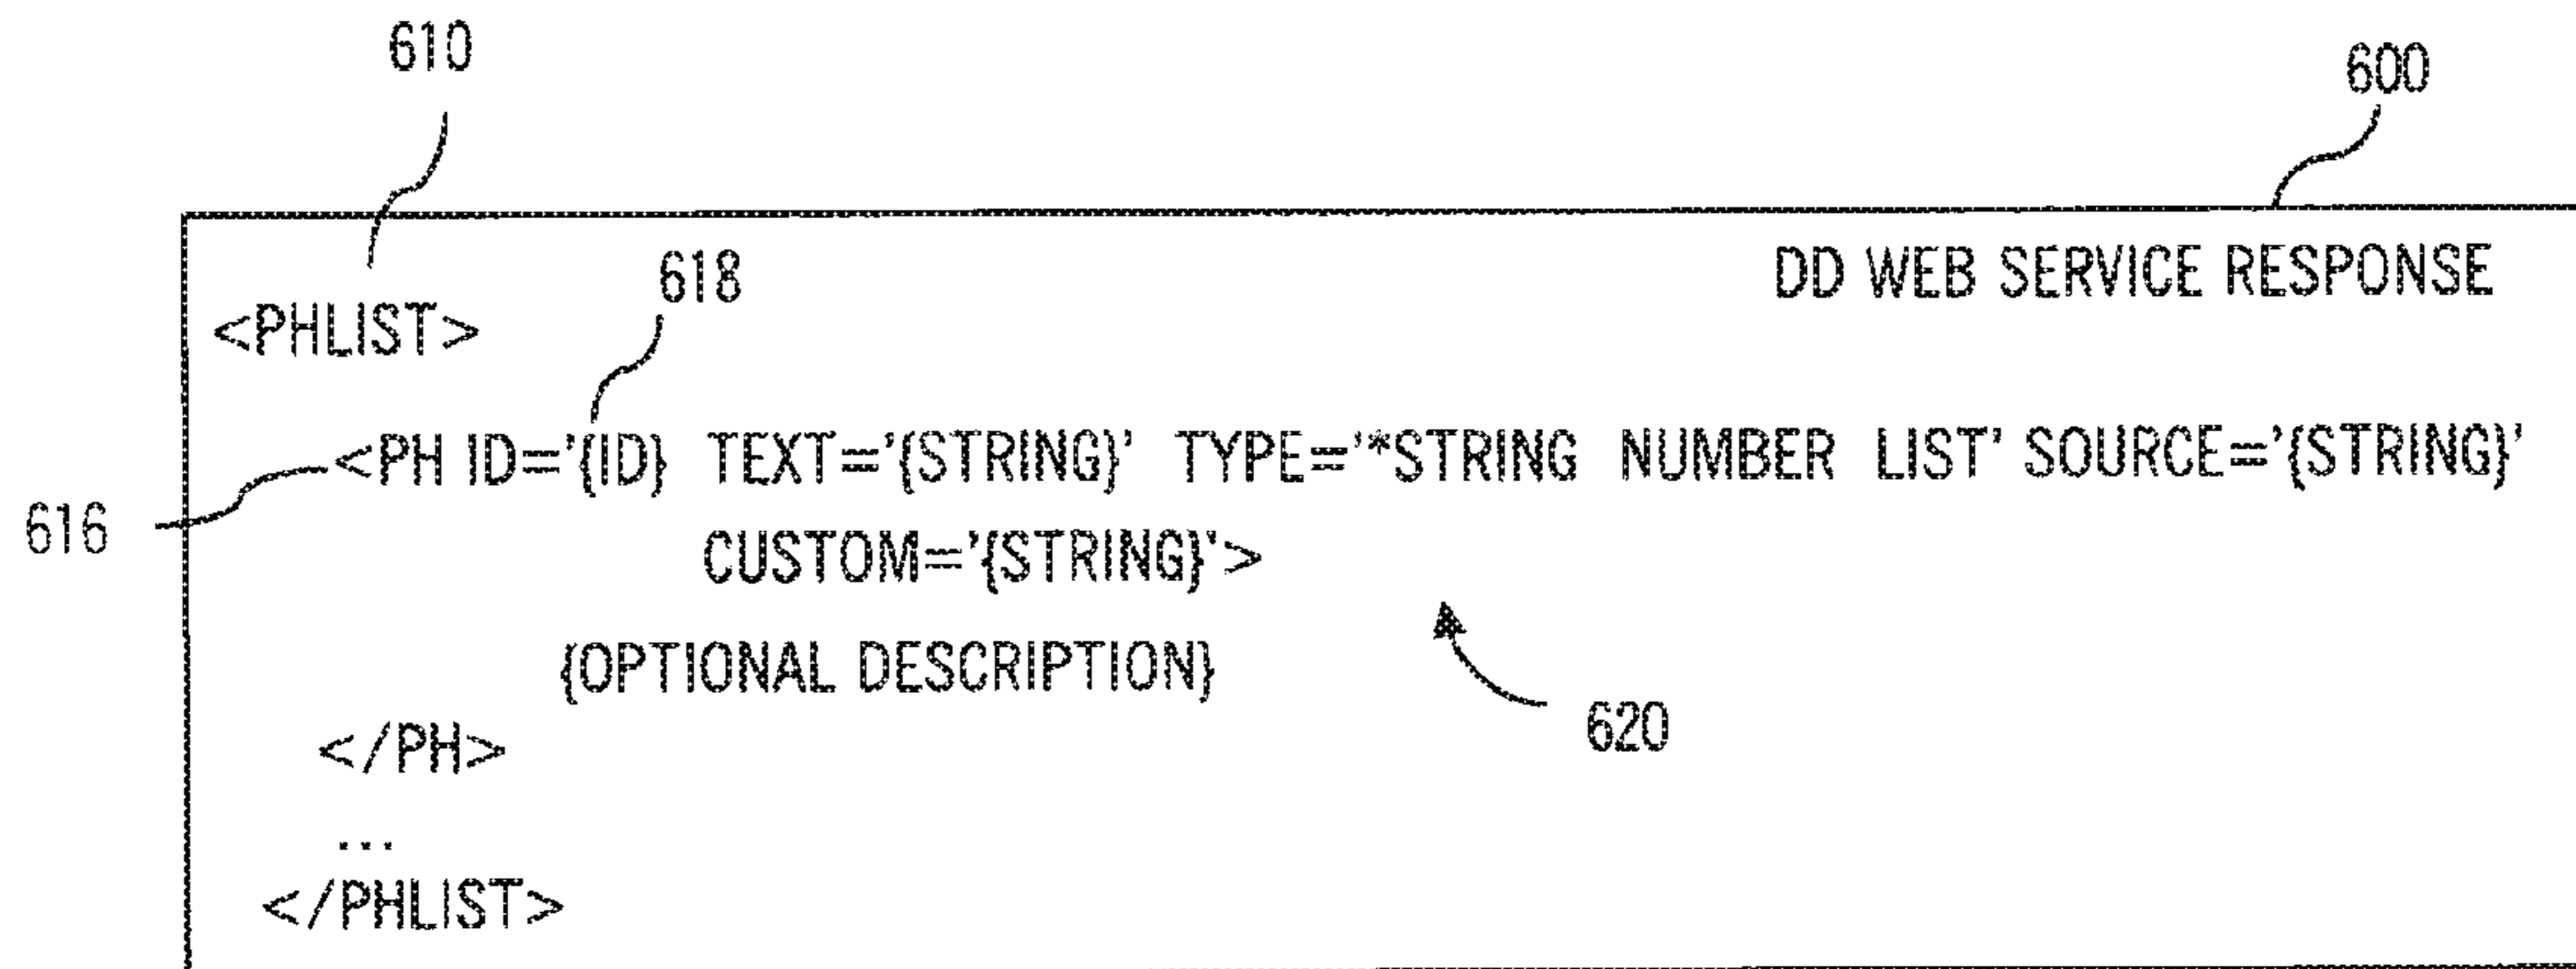 610
600
618
DD WEB SERVICE RESPONSE
<PHLIST>
<PH ID='{ID} TEXT='{STRING}' TYPE='*STRING NUMBER LIST' SOURCE='{STRING}'
616
CUSTOM='{STRING}'>
{OPTIONAL DESCRIPTION}
620
</PH>
...
</PHLIST>